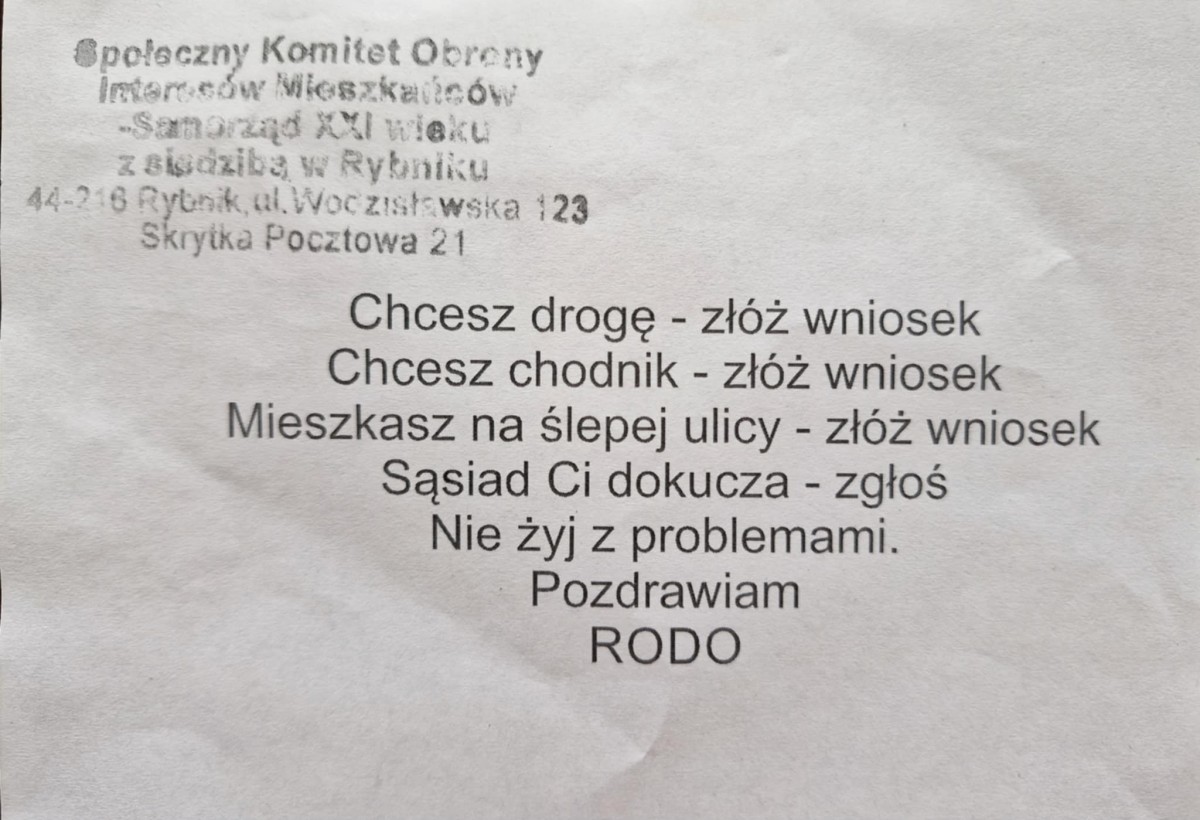 Społeczny Komitet Obrony
Interesów Mieszkańców
-Samorząd XXI wieku
z siedzibą w Rybniku
44-216 Rybnik, ul. Wodzisławska 123
Skrytka Pocztowa 21
Chcesz drogę - złóż wniosek
Chcesz chodnik - złóż wniosek
Mieszkasz na ślepej ulicy - złóż wniosek
Sąsiad Ci dokucza - zgłoś
Nie żyj z problemami.
Pozdrawiam
RODO